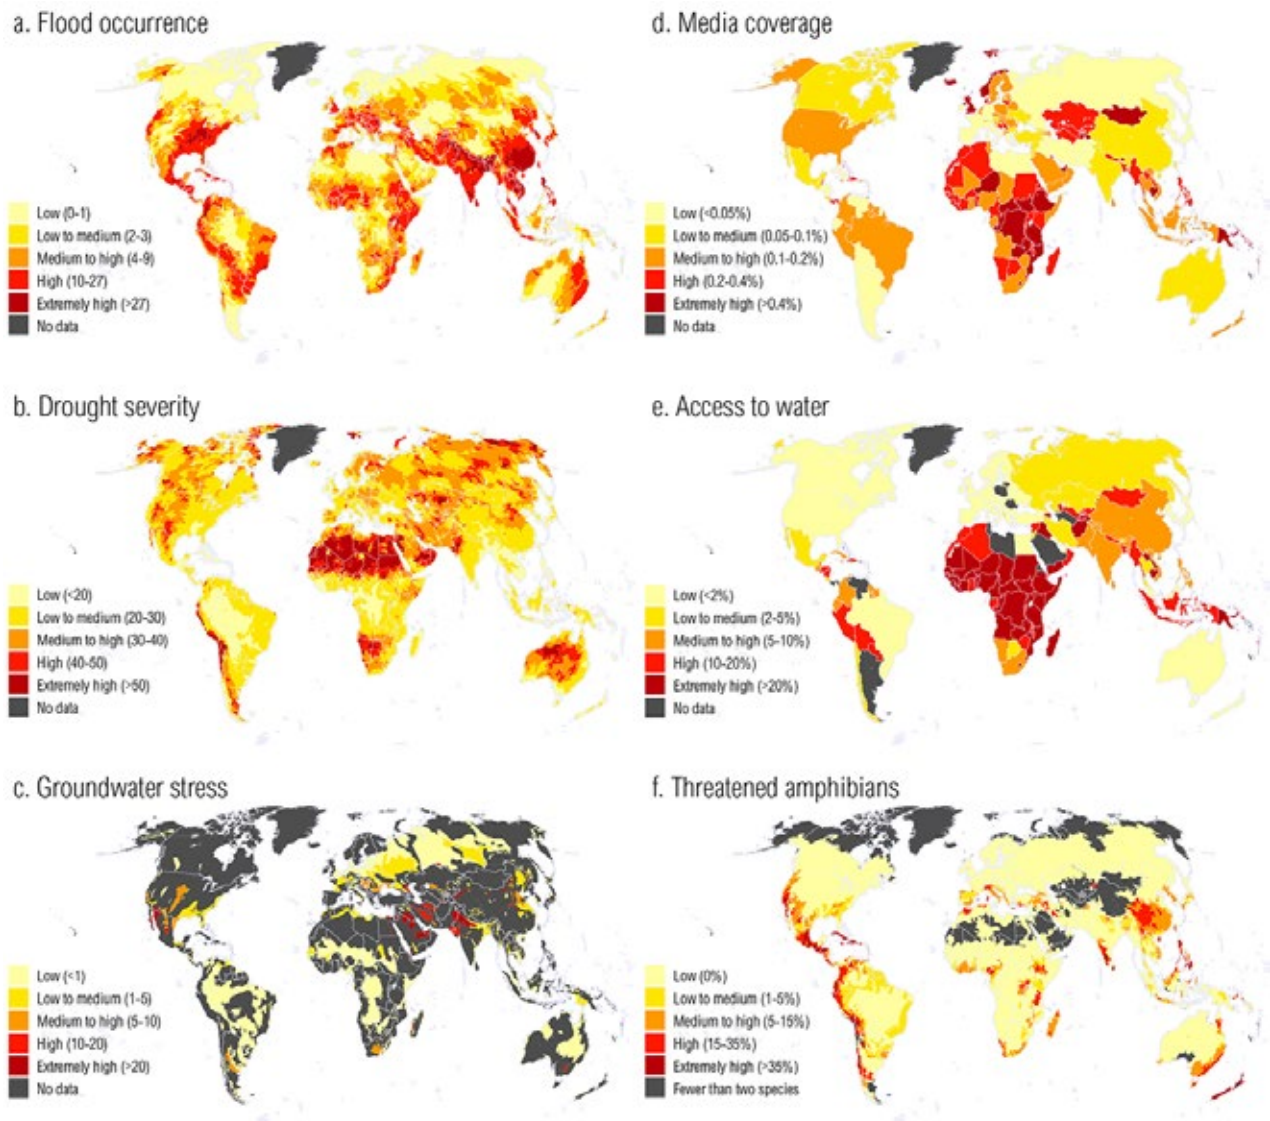 a. Flood occurrence
Low (0-1)
Low to medium (2-3)
Medium to high (4-9)
High (10-27)
Extremely high (>27)
No data
b. Drought severity
Low (<20)
Low to medium (20-30)
Medium to high (30-40)
High (40-50)
Extremely high (>50)
No data
c. Groundwater stress
Low (<1)
Low to medium (1-5)
Medium to high (5-10)
High (10-20)
Extremely high (>20)
No data
d. Media coverage
Low (<0.05%)
Low to medium (0.05-0.1%)
Medium to high (0.1-0.2%)
High (0.2-0.4%)
Extremely high (>0.4%)
No data
e. Access to water
Low (<2%)
Low to medium (2-5%)
Medium to high (5-10%)
High (10-20%)
Extremely high (>20%)
No data
f. Threatened amphibians
Low (0%)
Low to medium (1-5%)
Medium to high (5-15%)
High (15-35%)
Extremely high (>35%)
Fewer than two species